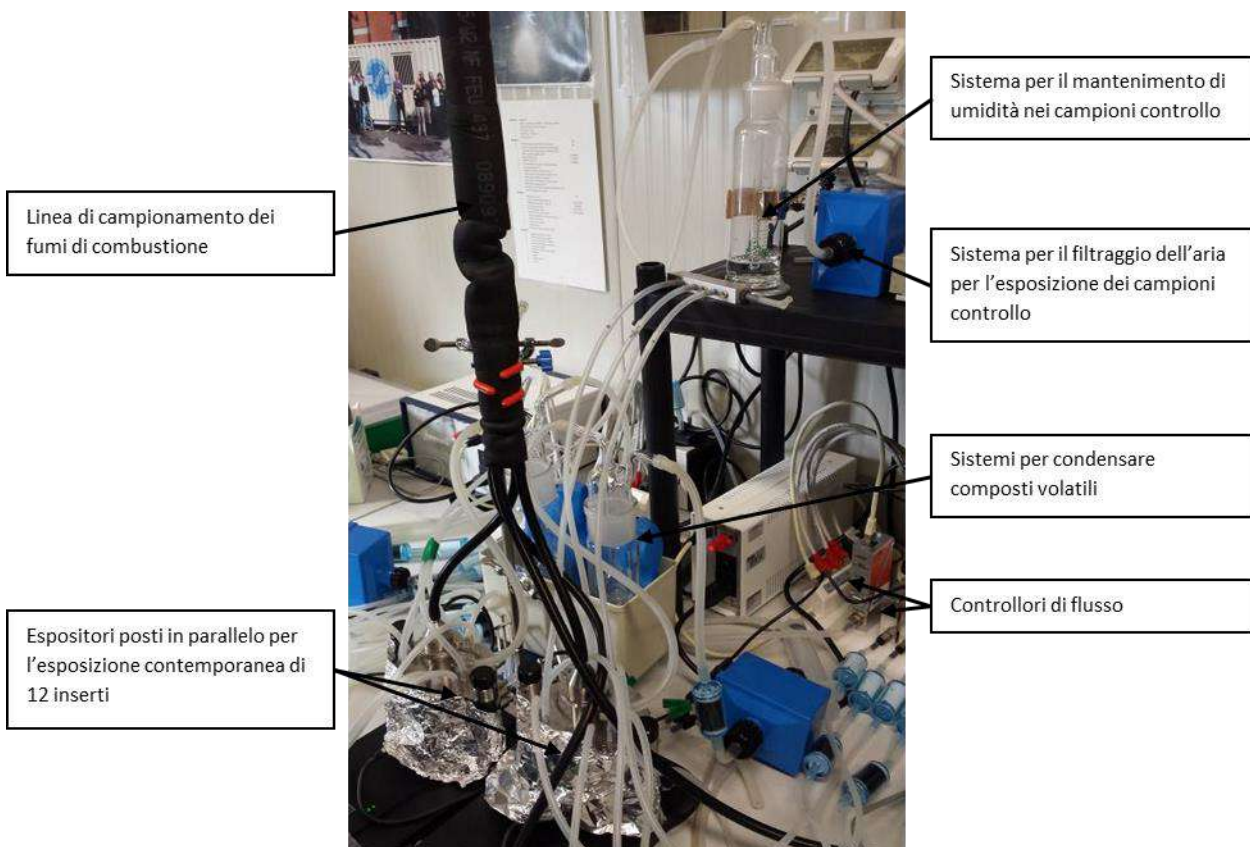 Sistema per il mantenimento di
umidità nei campioni controllo
Linea di campionamento dei
fumi di combustione
Sistema per il filtraggio dell'aria
per l'esposizione dei campioni
controllo
Sistemi per condensare
composti volatili
Controllori di flusso
Espositori posti in parallelo per
l'esposizione contemporanea di
12 inserti